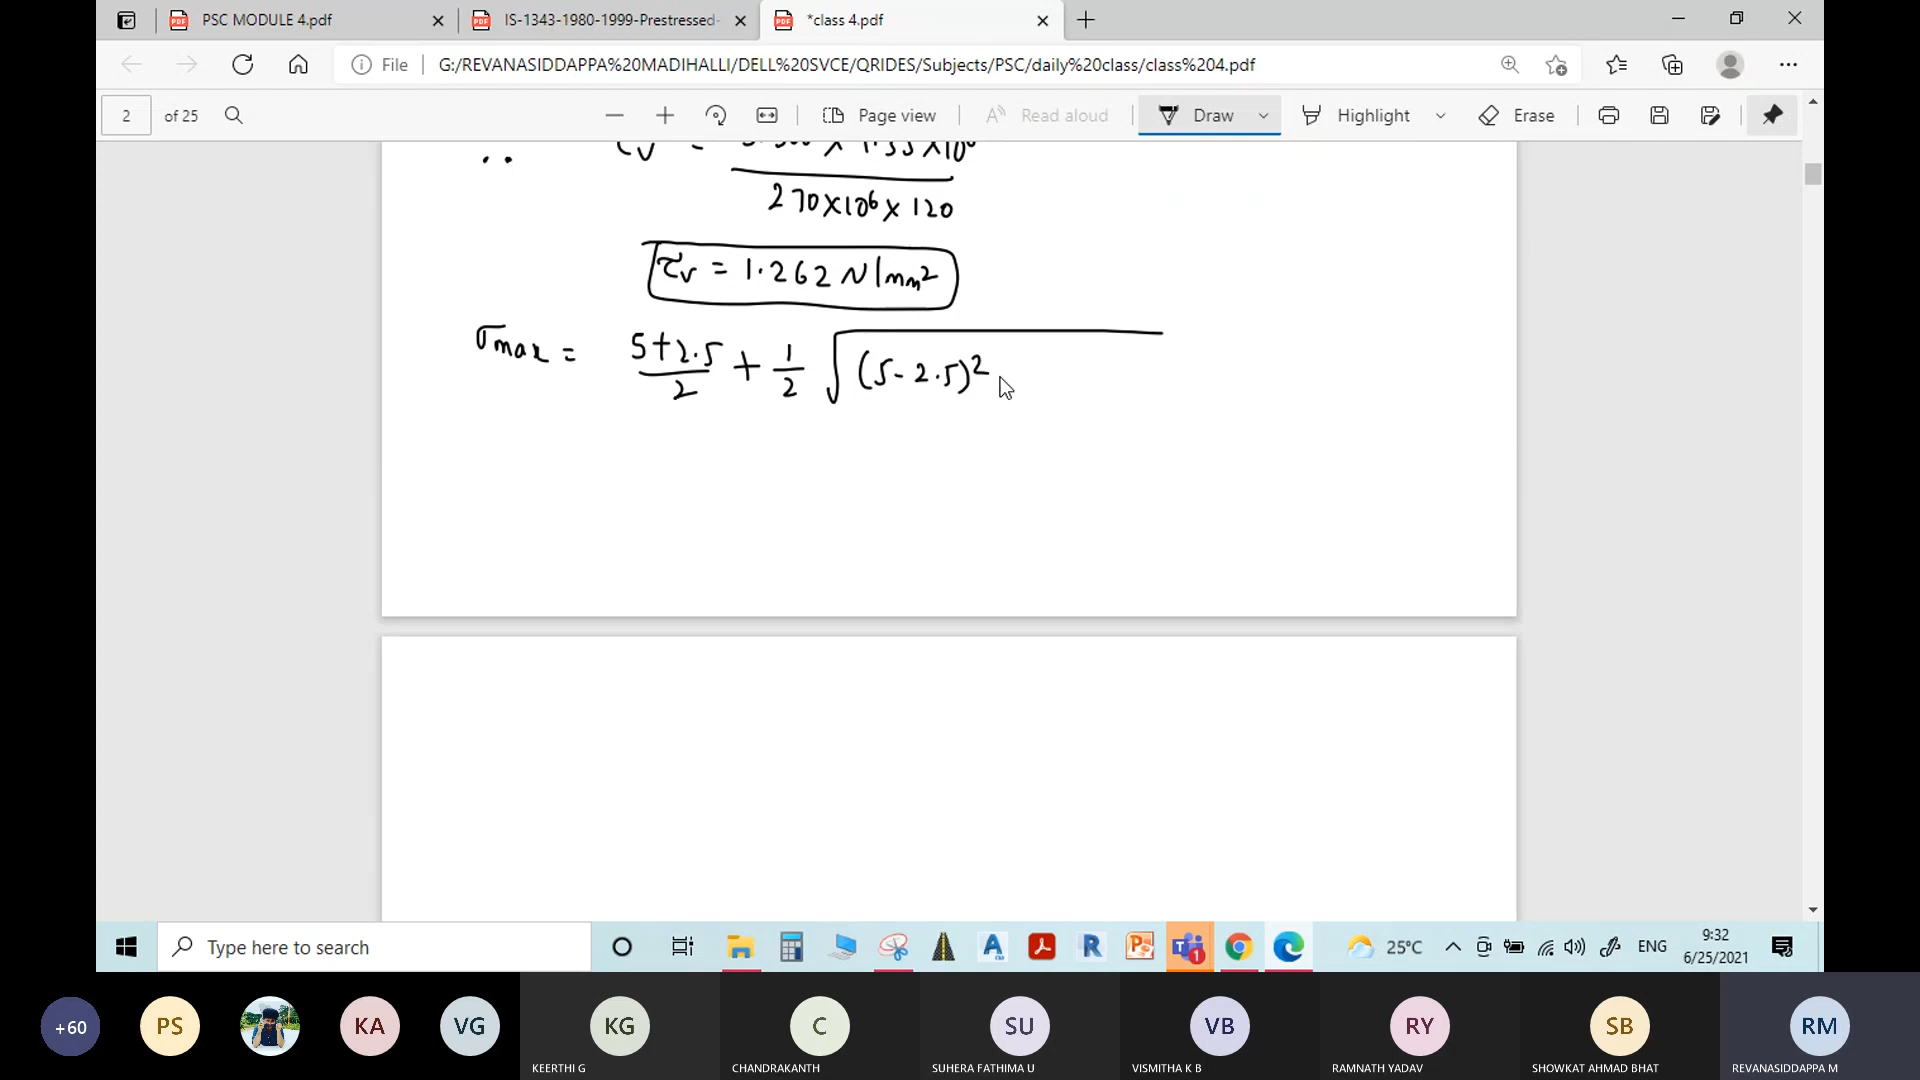 PSC MODULE 4.pdf
IS-1343-1980-1999-Prestressed-
*class 4.pdf
File
G:/REVANASIDDAPPA%20MADIHALLI/DELL%20SVCE/QRIDES/Subjects/PSC/daily%20class/class%204.pdf
2 of 25
Page view
Read aloud
Draw
Highlight
Erase
270×10⁶× 120
τv = 1.262 N/mm²
σmax = (5+2.5)/2 + 1/2 √(5-2.5)²
Type here to search
25°C
ENG
9:32
6/25/2021
+60
PS
KA
VG
KG
C
SU
VB
RY
SB
RM
KEERTHI G
CHANDRAKANTH
SUHERA FATHIMA U
VISMITHA K B
RAMNATH YADAV
SHOWKAT AHMAD BHAT
REVANASIDDAPPA M